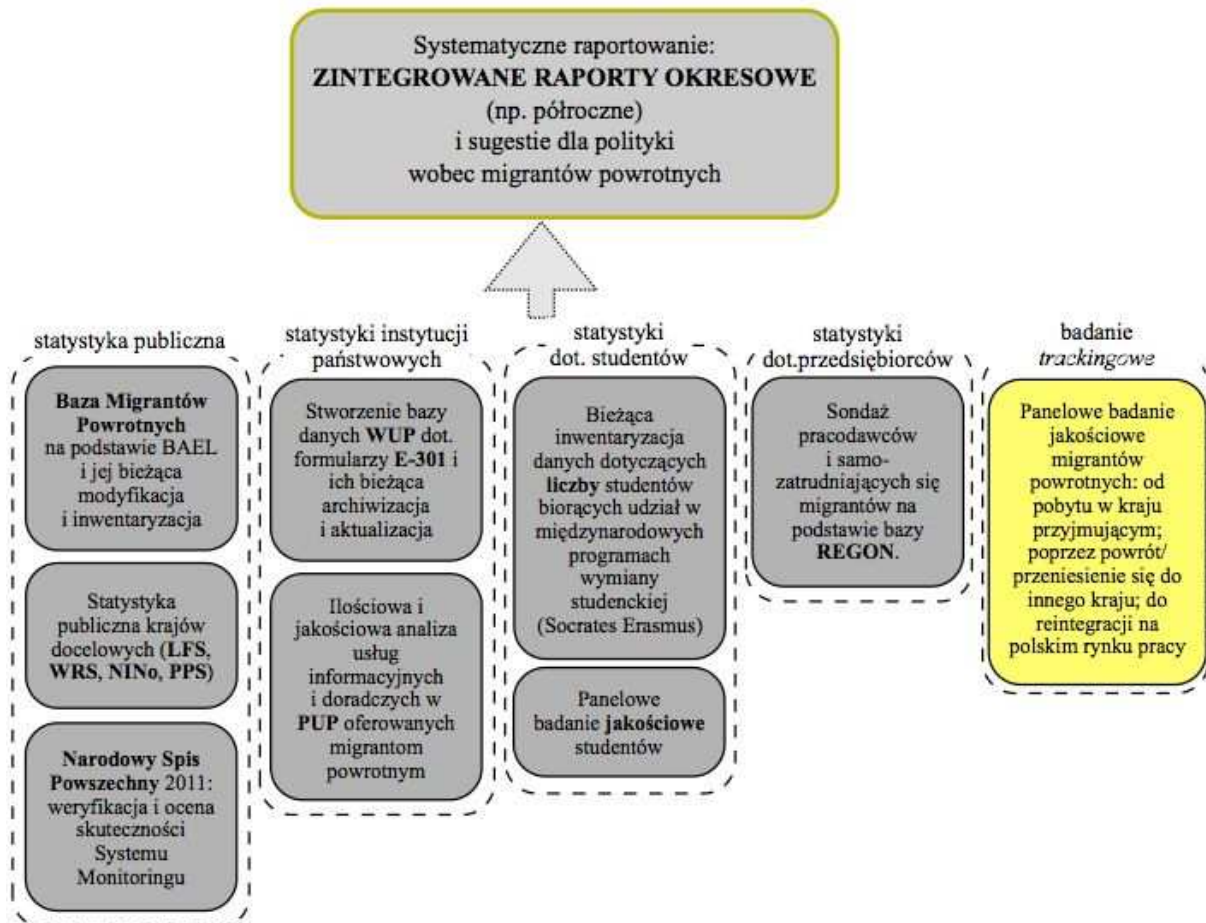 Systematyczne raportowanie:
ZINTEGROWANE RAPORTY OKRESOWE
(np. półroczne)
i sugestie dla polityki
wobec migrantów powrotnych
statystyka publiczna
Baza Migrantów
Powrotnych
na podstawie BAEL
i jej bieżąca
modyfikacja
i inwentaryzacja
Statystyka
publiczna krajów
docelowych (LFS,
WRS, NINo, PPS)
Narodowy Spis
Powszechny 2011:
weryfikacja i ocena
skuteczności
Systemu
Monitoringu
statystyki instytucji
państwowych
Stworzenie bazy
danych WUP dot.
formularzy E-301 i
ich bieżąca
archiwizacja
i aktualizacja
Ilościowa i
jakościowa analiza
usług
informacyjnych
i doradczych w
PUP oferowanych
migrantom
powrotnym
statystyki
dot. studentów
Bieżąca
inwentaryzacja
danych dotyczących
liczby studentów
biorących udział w
międzynarodowych
programach
wymiany
studenckiej
(Socrates Erasmus)
Panelowe
badanie jakościowe
studentów
statystyki
dot.przedsiębiorców
Sondaż
pracodawców
i samo-
zatrudniających się
migrantów na
podstawie bazy
REGON.
badanie
trackingowe
Panelowe badanie
jakościowe
migrantów
powrotnych: od
pobytu w kraju
przyjmującym;
poprzez powrót/
przeniesienie się do
innego kraju; do
reintegracji na
polskim rynku pracy